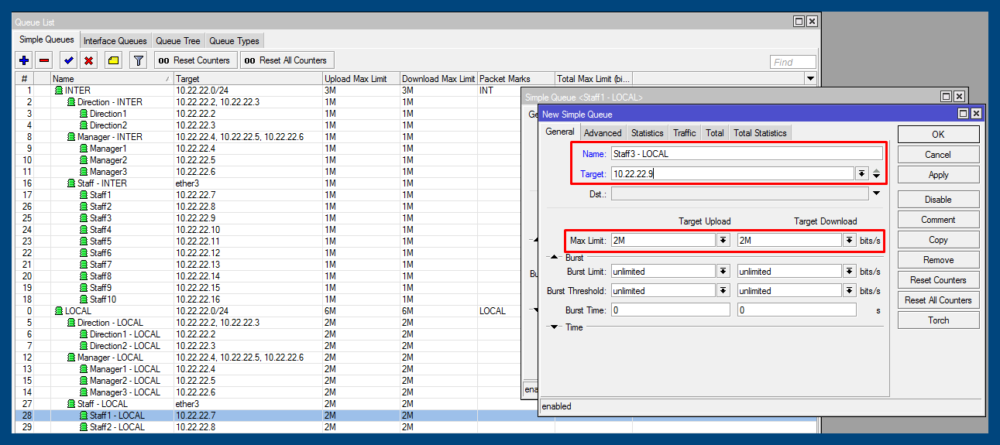 Queue List
Simple Queues Interface Queues Queue Tree Queue Types
00 Reset Counters 00 Reset All Counters Find
# Name / Target Upload Max Limit Download Max Limit Packet Marks Total Max Limit (bi...
1 INTER 10.22.22.0/24 3M 3M INT
2 Direction - INTER 10.22.22.2, 10.22.22.3 1M 1M
3 Direction1 10.22.22.2 1M 1M
4 Direction2 10.22.22.3 1M 1M
8 Manager - INTER 10.22.22.4, 10.22.22.5, 10.22.22.6 1M 1M
9 Manager1 10.22.22.4 1M 1M
10 Manager2 10.22.22.5 1M 1M
11 Manager3 10.22.22.6 1M 1M
16 Staff - INTER ether3 1M 1M
17 Staff1 10.22.22.7 1M 1M
26 Staff2 10.22.22.8 1M 1M
25 Staff3 10.22.22.9 1M 1M
24 Staff4 10.22.22.10 1M 1M
23 Staff5 10.22.22.11 1M 1M
22 Staff6 10.22.22.12 1M 1M
21 Staff7 10.22.22.13 1M 1M
20 Staff8 10.22.22.14 1M 1M
19 Staff9 10.22.22.15 1M 1M
18 Staff10 10.22.22.16 1M 1M
0 LOCAL 10.22.22.0/24 6M 6M LOCAL
5 Direction - LOCAL 10.22.22.2, 10.22.22.3 2M 2M
6 Direction1 - LOCAL 10.22.22.2 2M 2M
7 Direction2 - LOCAL 10.22.22.3 2M 2M
12 Manager - LOCAL 10.22.22.4, 10.22.22.5, 10.22.22.6 2M 2M
13 Manager1 - LOCAL 10.22.22.4 2M 2M
15 Manager2 - LOCAL 10.22.22.5 2M 2M
14 Manager3 - LOCAL 10.22.22.6 2M 2M
27 Staff - LOCAL ether3 2M 2M
28 Staff1 - LOCAL 10.22.22.7 2M 2M
29 Staff2 - LOCAL 10.22.22.8 2M 2M
Simple Queue <Staff1 - LOCAL>
Ge
Bu
ena
New Simple Queue
General Advanced Statistics Traffic Total Total Statistics
Name: Staff3 - LOCAL
Target: 10.22.22.9
Dst.:
Target Upload Target Download
Max Limit: 2M 2M bits/s
Burst
Burst Limit: unlimited unlimited bits/s
Burst Threshold: unlimited unlimited bits/s
Burst Time: 0 0 s
Time
enabled
OK
Cancel
Apply
Disable
Comment
Copy
Remove
Reset Counters
Reset All Counters
Torch